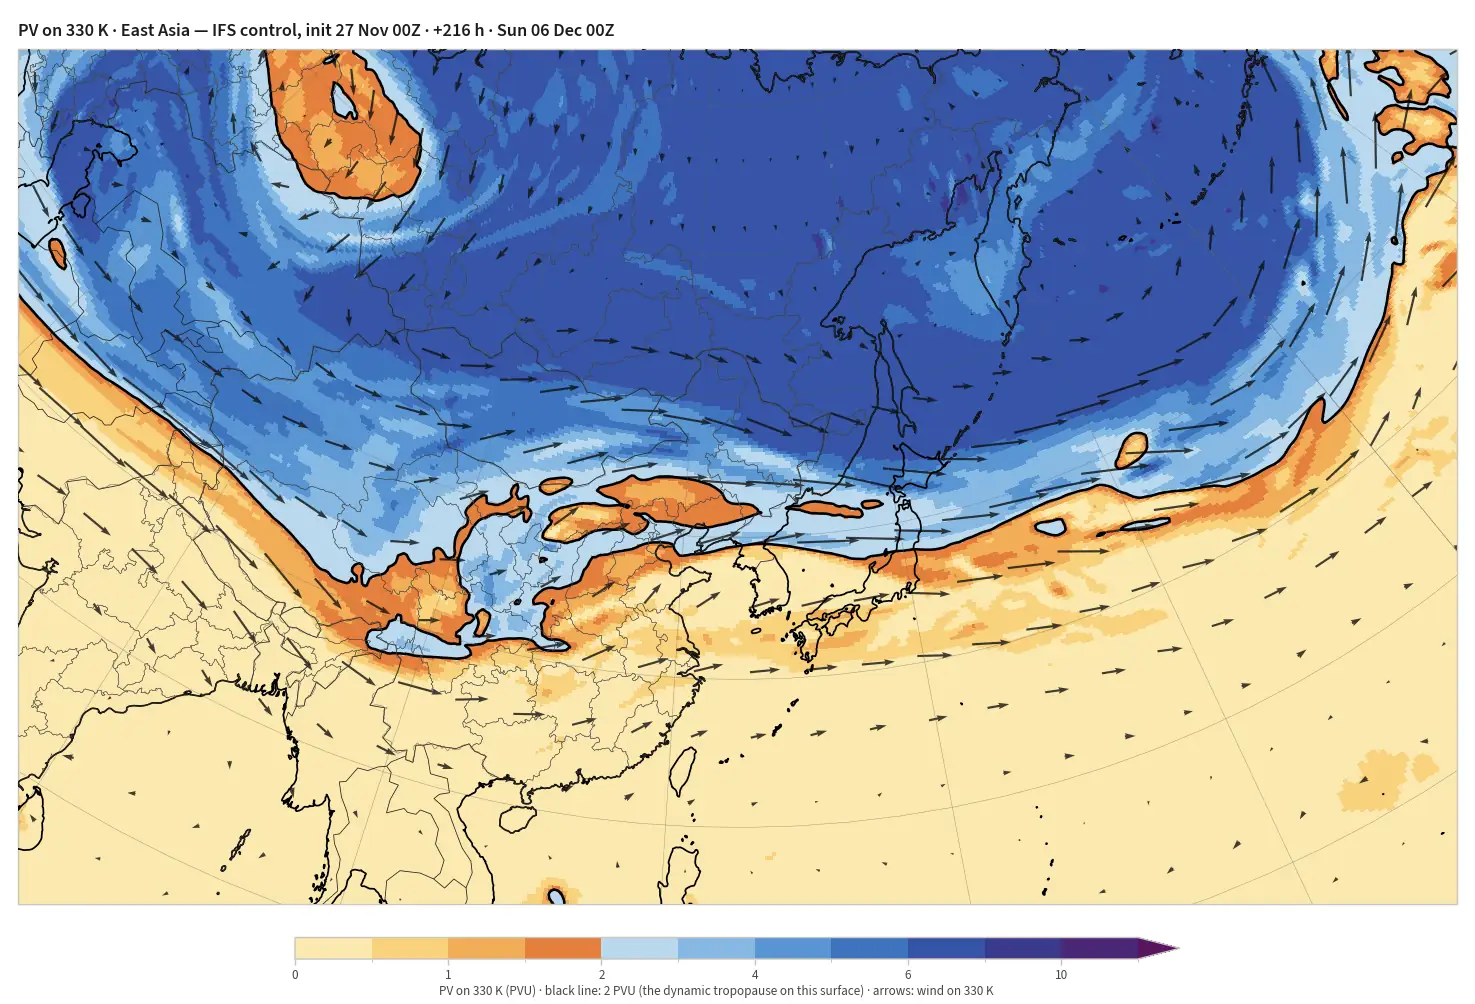 PV on 330 K · East Asia — IFS control, init 27 Nov 00Z · +216 h · Sun 06 Dec 00Z
0 1 2 4 6 10
PV on 330 K (PVU) · black line: 2 PVU (the dynamic tropopause on this surface) · arrows: wind on 330 K